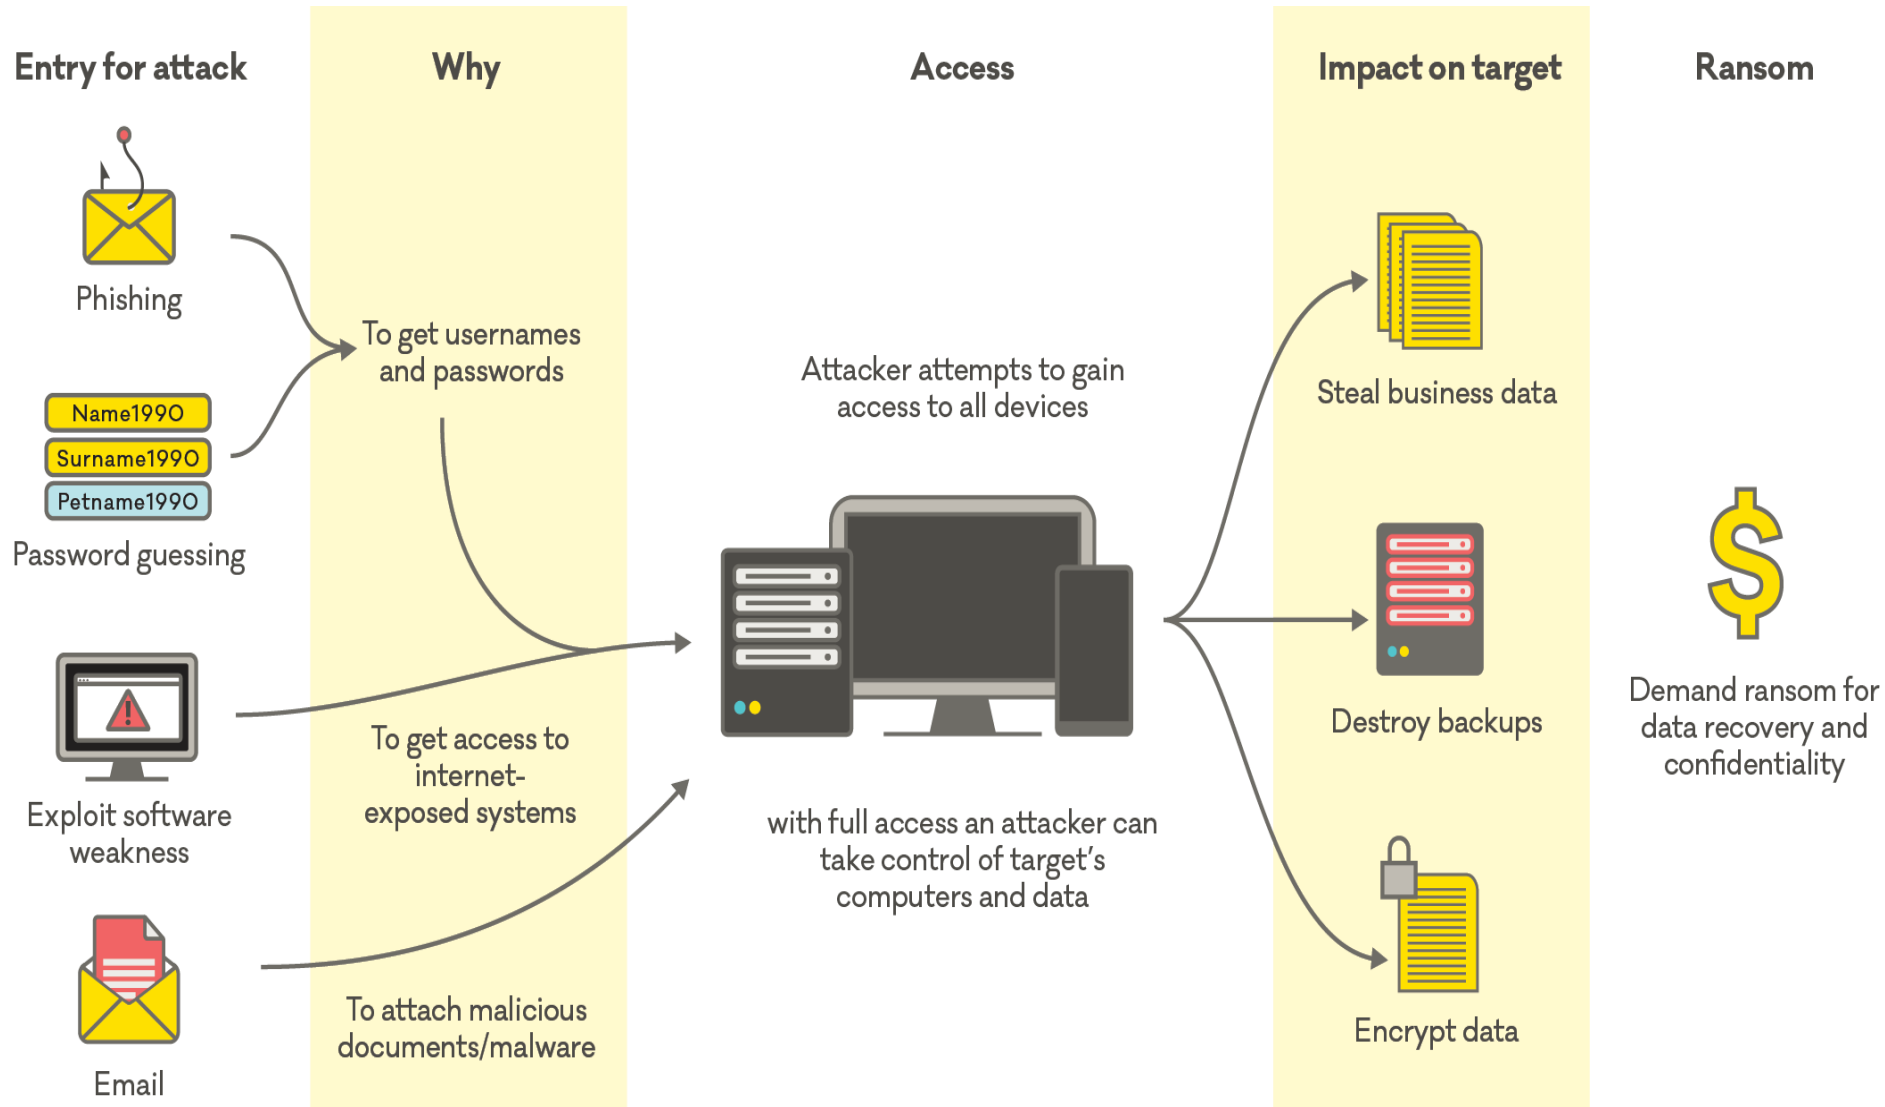 Entry for attack
Why
Access
Impact on target
Ransom
Phishing
Name1990
Surname1990
Petname1990
Password guessing
Exploit software
weakness
Email
To get usernames
and passwords
To get access to
internet-
exposed systems
To attach malicious
documents/malware
Attacker attempts to gain
access to all devices
with full access an attacker can
take control of target's
computers and data
Steal business data
Destroy backups
Encrypt data
$
Demand ransom for
data recovery and
confidentiality